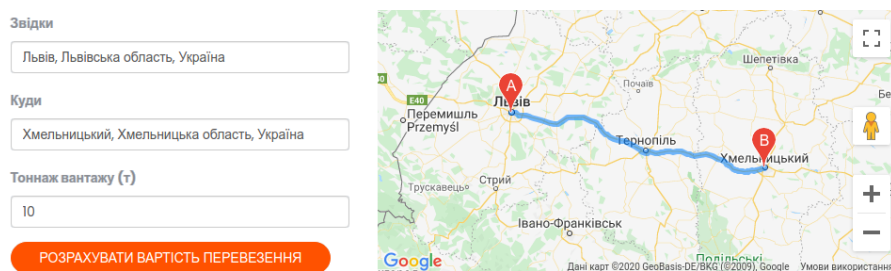 Звідки
Львів, Львівська область, Україна
Куди
Хмельницький, Хмельницька область, Україна
Тоннаж вантажу (т)
10
РОЗРАХУВАТИ ВАРТІСТЬ ПЕРЕВЕЗЕННЯ
Шепетівка
Почаїв
A
E40
Львів
Перемишль
Przemyśl
B
Тернопіль
Хмельницький
Стрий
Трускавець
Івано-Франківськ
Подільські
Google
Дані карт ©2020 GeoBasis-DE/BKG (©2009), Google
Умови використанн